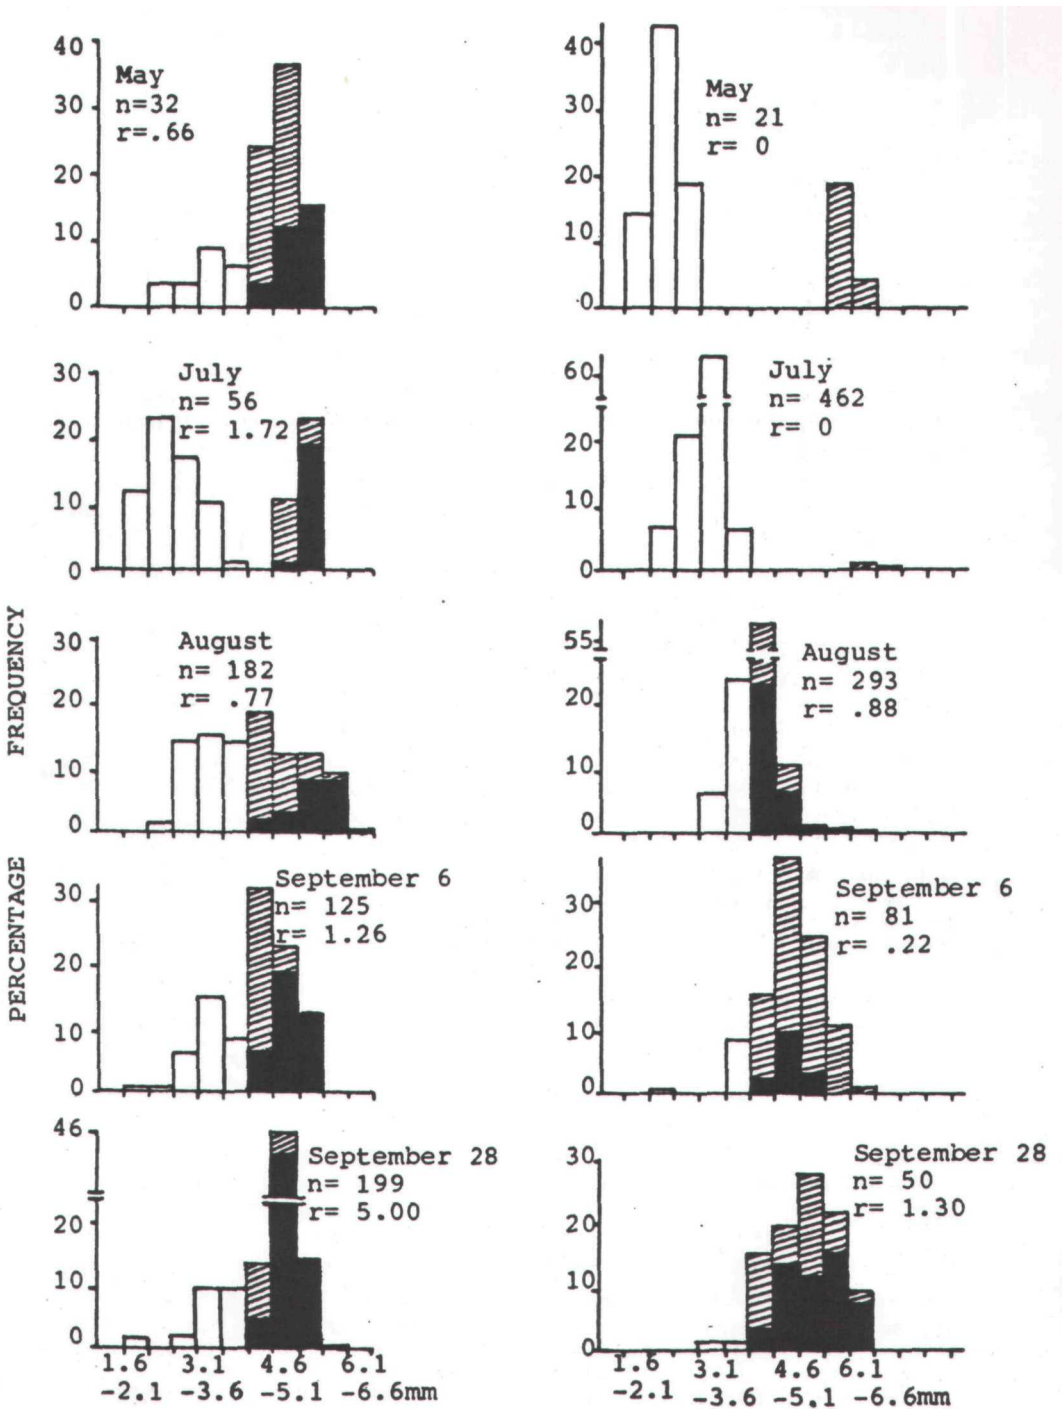 40
May
n=32
r=.66
30
20
10
0
40
May
n= 21
r= 0
30
20
10
0
30
July
n= 56
r= 1.72
20
10
0
60
July
n= 462
r= 0
20
10
0
30
August
n= 182
r= .77
20
10
0
55
August
n= 293
r= .88
20
10
0
30
September 6
n= 125
r= 1.26
20
10
0
30
September 6
n= 81
r= .22
20
10
0
46
September 28
n= 199
r= 5.00
20
10
0
1.6 3.1 4.6 6.1
-2.1 -3.6 -5.1 -6.6mm
30
September 28
n= 50
r= 1.30
20
10
0
1.6 3.1 4.6 6.1
-2.1 -3.6 -5.1 -6.6mm
PERCENTAGE FREQUENCY